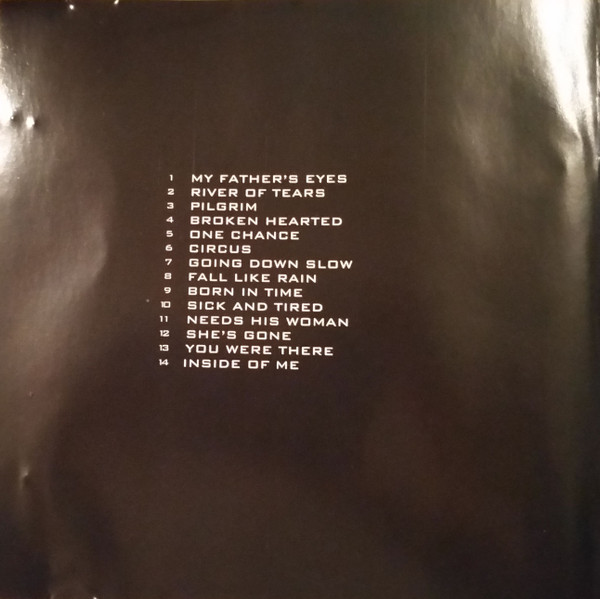 1 MY FATHER'S EYES
2 RIVER OF TEARS
3 PILGRIM
4 BROKEN HEARTED
5 ONE CHANCE
6 CIRCUS
7 GOING DOWN SLOW
8 FALL LIKE RAIN
9 BORN IN TIME
10 SICK AND TIRED
11 NEEDS HIS WOMAN
12 SHE'S GONE
13 YOU WERE THERE
14 INSIDE OF ME